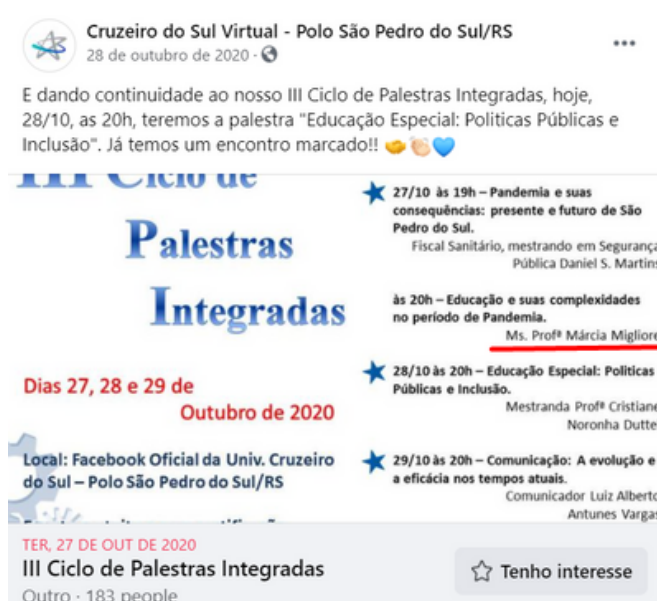 Cruzeiro do Sul Virtual - Polo São Pedro do Sul/RS
28 de outubro de 2020 ·
E dando continuidade ao nosso III Ciclo de Palestras Integradas, hoje,
28/10, as 20h, teremos a palestra "Educação Especial: Politicas Públicas e
Inclusão". Já temos um encontro marcado!!
III Ciclo de
Palestras
Integradas
Dias 27, 28 e 29 de
Outubro de 2020
Local: Facebook Oficial da Univ. Cruzeiro
do Sul – Polo São Pedro do Sul/RS
27/10 às 19h – Pandemia e suas
consequências: presente e futuro de São
Pedro do Sul.
Fiscal Sanitário, mestrando em Segurança
Pública Daniel S. Martins
às 20h – Educação e suas complexidades
no período de Pandemia.
Ms. Profª Márcia Migliore
28/10 às 20h – Educação Especial: Politicas
Públicas e Inclusão.
Mestranda Profª Cristiane
Noronha Dutte
29/10 às 20h – Comunicação: A evolução e
a eficácia nos tempos atuais.
Comunicador Luiz Alberto
Antunes Vargas
TER, 27 DE OUT DE 2020
III Ciclo de Palestras Integradas
Outro · 183 people
Tenho interesse